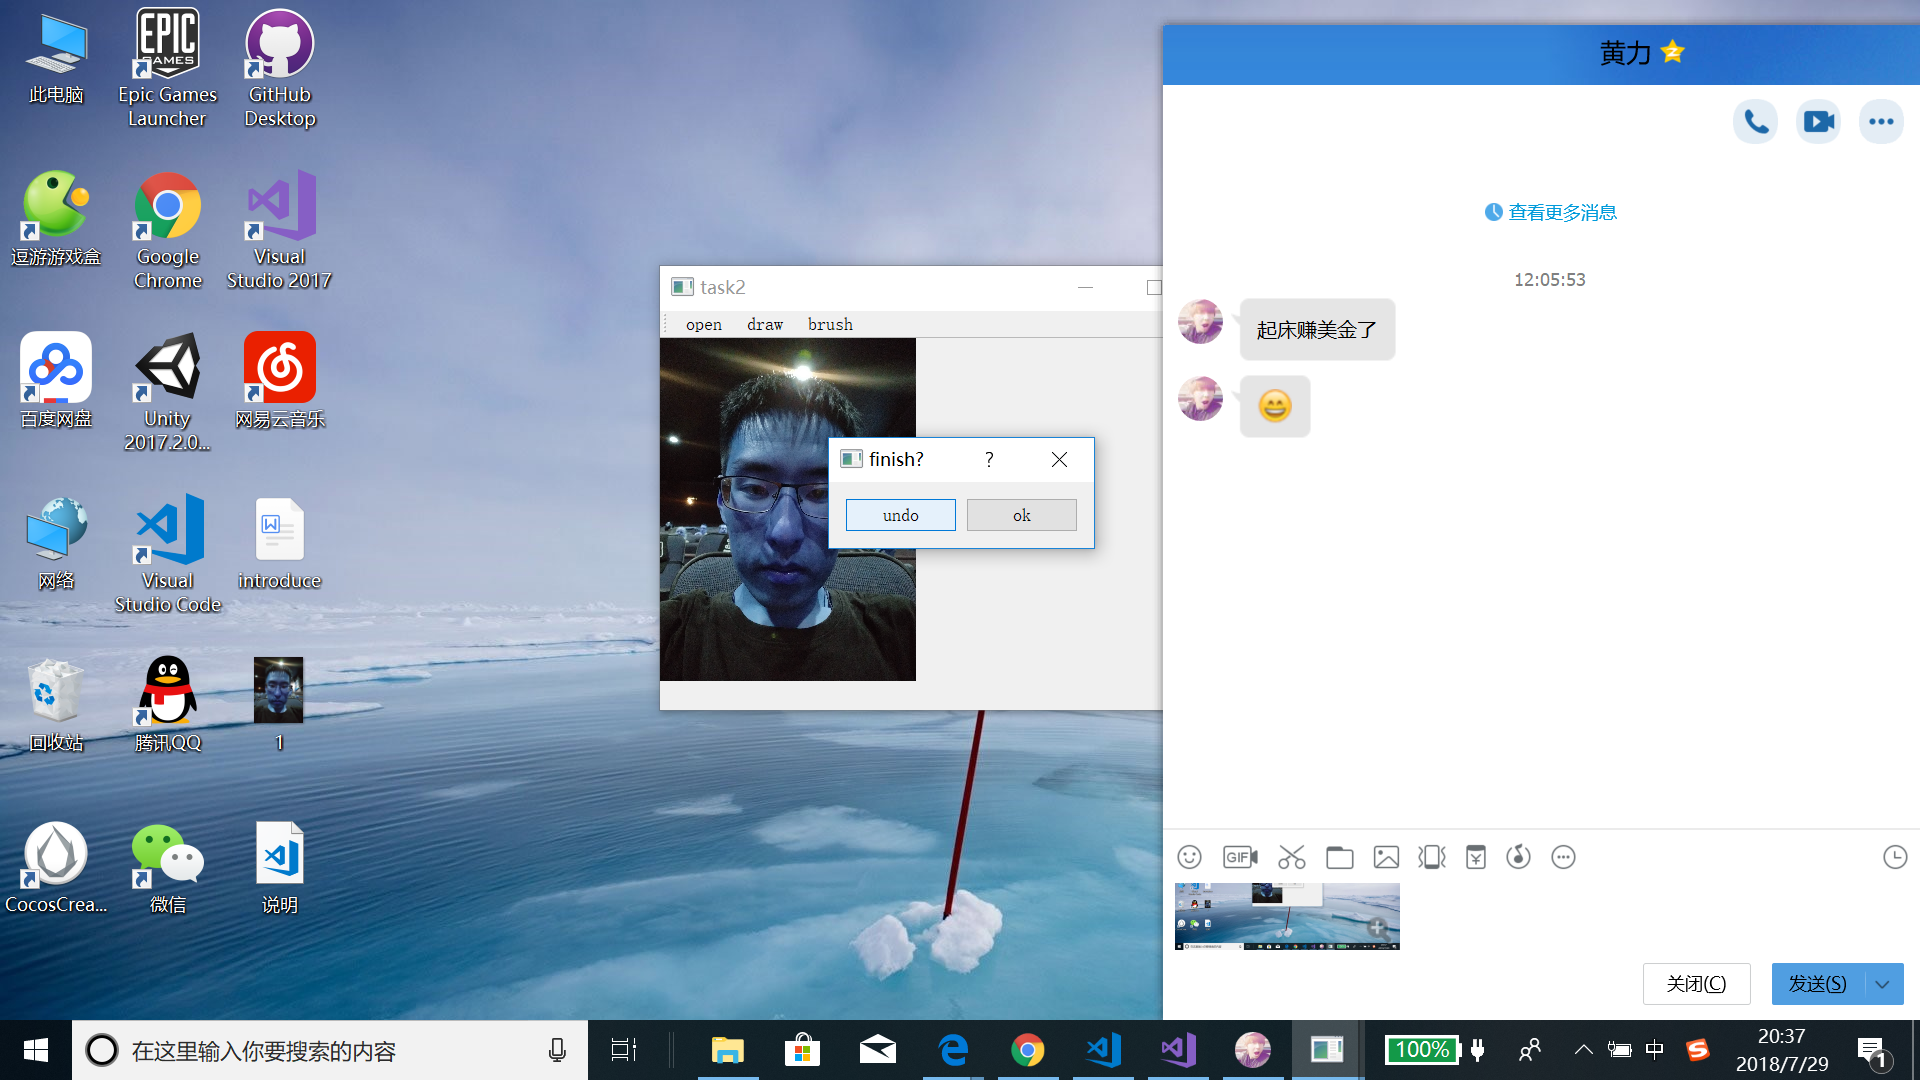 此电脑
EPIC
GAMES
Epic Games
Launcher
GitHub
Desktop
逗游游戏盒
Google
Chrome
Visual
Studio 2017
百度网盘
Unity
2017.2.0...
网易云音乐
网络
Visual
Studio Code
introduce
回收站
腾讯QQ
1
CocosCrea...
微信
说明
task2
open draw brush
finish? ?
undo ok
黄力
查看更多消息
12:05:53
起床赚美金了
GIF
关闭(C)
发送(S)
在这里输入你要搜索的内容
100%
中
20:37
2018/7/29
1